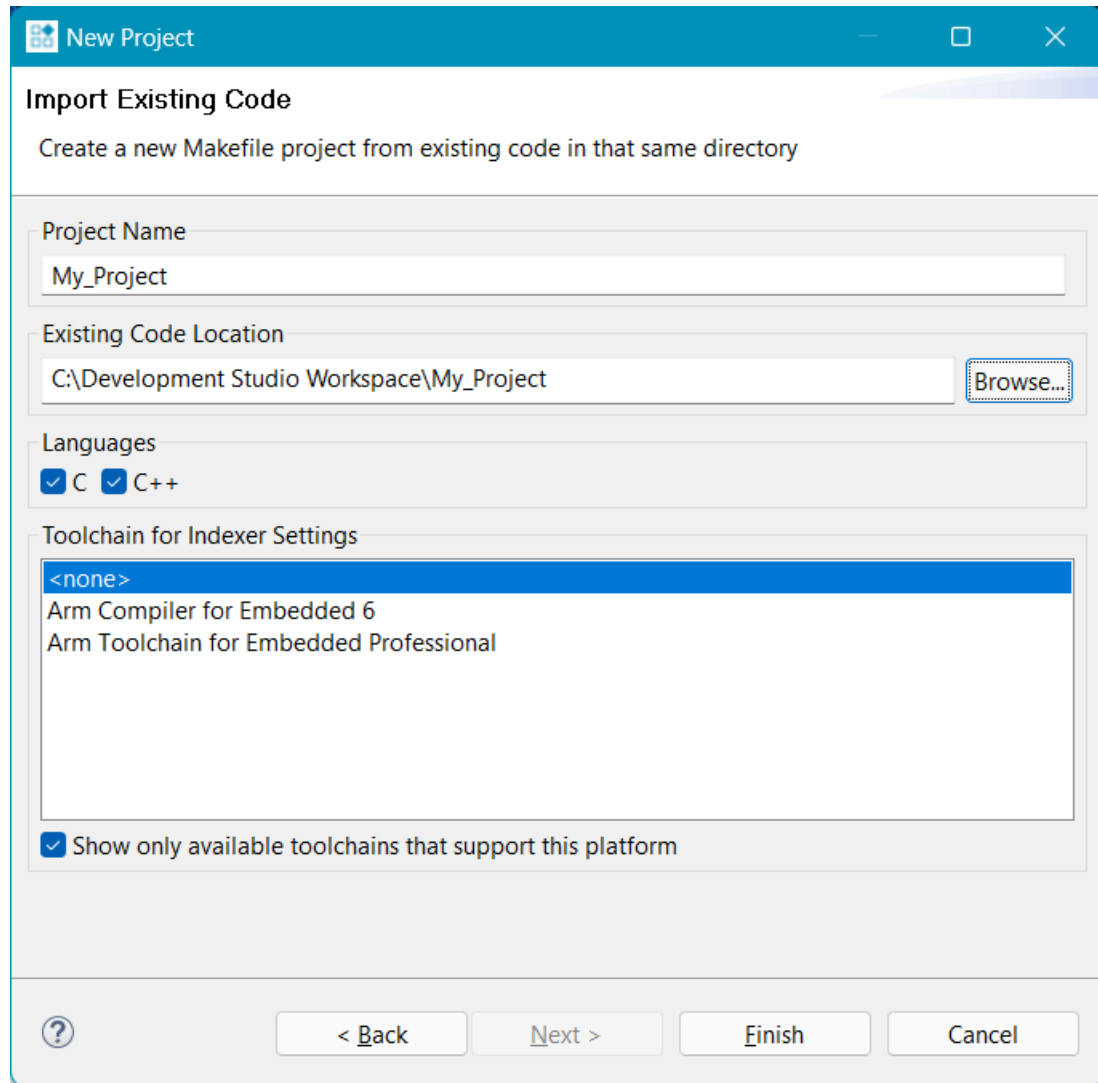 New Project
Import Existing Code
Create a new Makefile project from existing code in that same directory
Project Name
My_Project
Existing Code Location
C:\Development Studio Workspace\My_Project
Browse...
Languages
C C++
Toolchain for Indexer Settings
<none>
Arm Compiler for Embedded 6
Arm Toolchain for Embedded Professional
Show only available toolchains that support this platform
? < Back Next > Finish Cancel